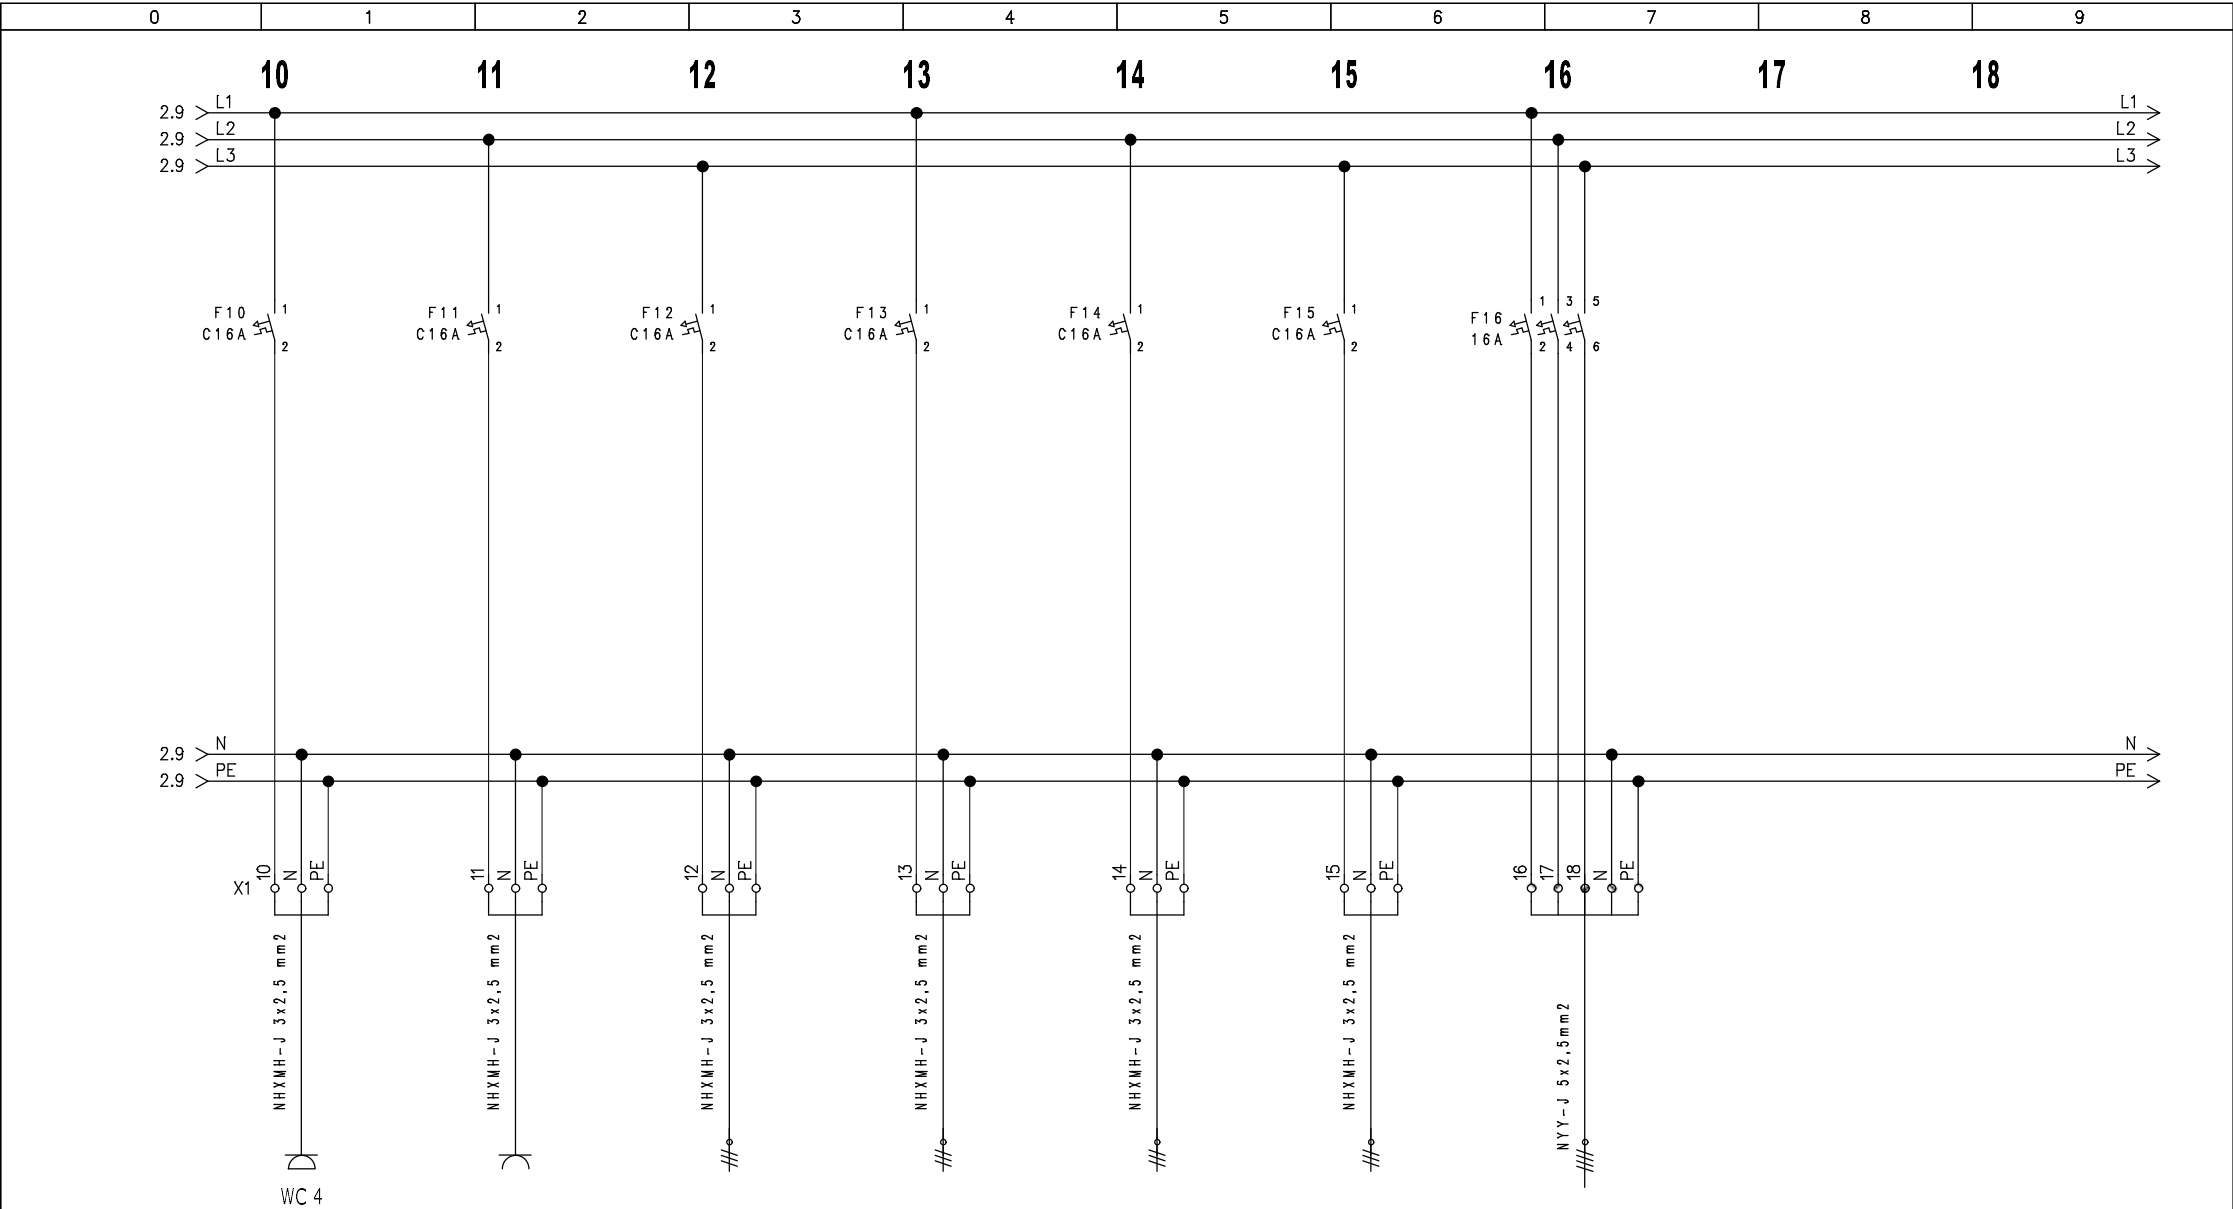 0 1 2 3 4 5 6 7 8 9
10 11 12 13 14 15 16 17 18
2.9 L1 L1
2.9 L2 L2
2.9 L3 L3
1 3 5
F10 1 F11 1 F12 1 F13 1 F14 1 F15 1 F16
C16A C16A C16A C16A C16A C16A 16A
2 2 2 2 2 2 2 4 6
2.9 N N
2.9 PE PE
X1 10 N PE 11 N PE 12 N PE 13 N PE 14 N PE 15 N PE 16 17 18 N PE
NHXMH-J 3x2,5 mm2
NHXMH-J 3x2,5 mm2
NHXMH-J 3x2,5 mm2
NHXMH-J 3x2,5 mm2
NHXMH-J 3x2,5 mm2
NHXMH-J 3x2,5 mm2
NYY-J 5x2,5mm2
WC 4